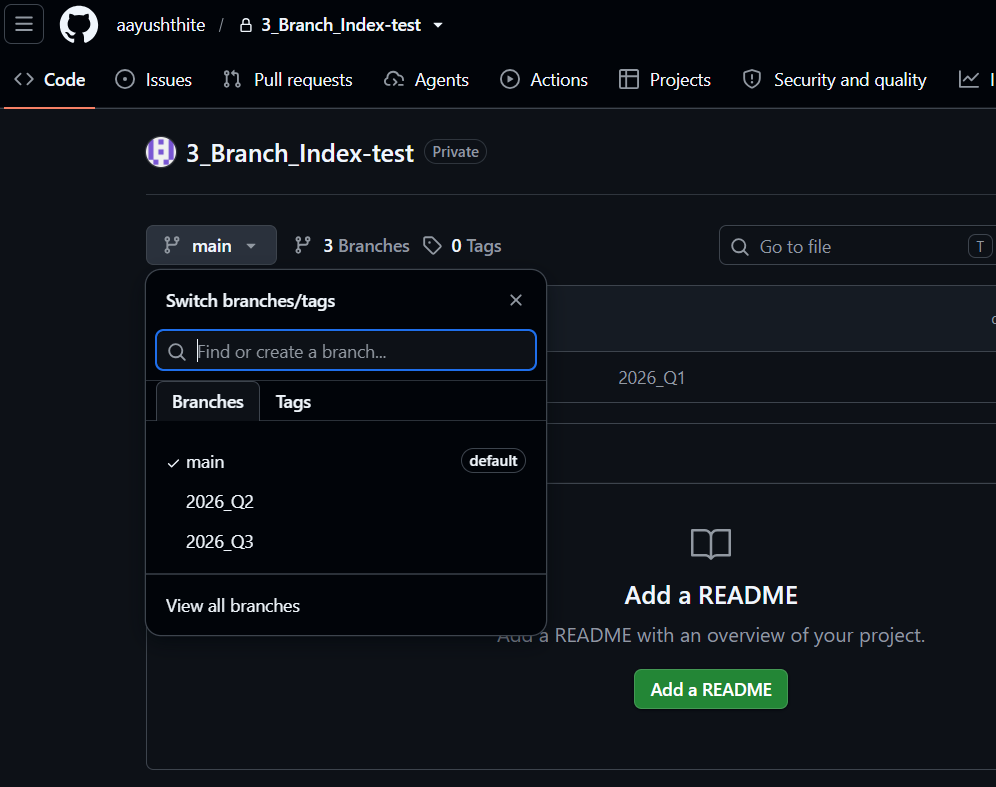 aayushthite / 3_Branch_Index-test
Code Issues Pull requests Agents Actions Projects Security and quality
3_Branch_Index-test Private
main 3 Branches 0 Tags Go to file T
Switch branches/tags
Find or create a branch...
2026_Q1
Branches Tags
main default
2026_Q2
2026_Q3
View all branches
Add a README
Add a README with an overview of your project.
Add a README